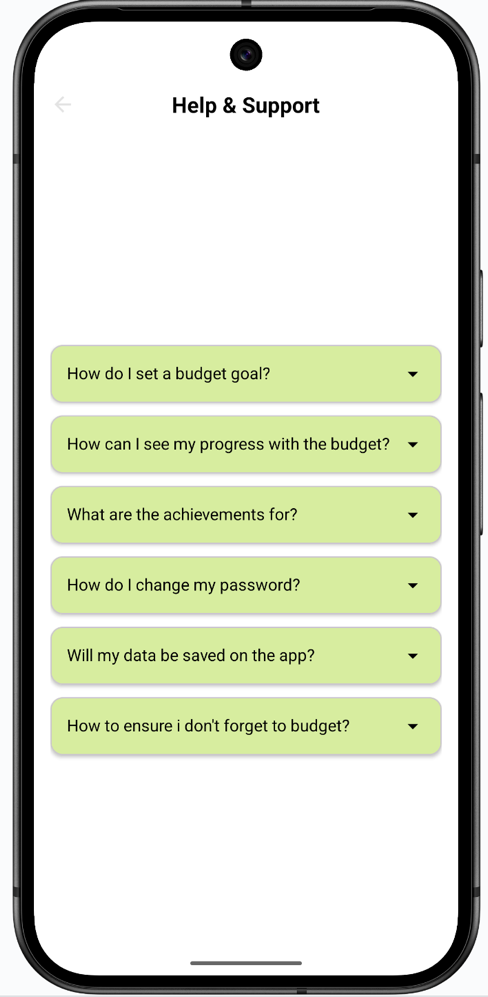 Help & Support
How do I set a budget goal?
How can I see my progress with the budget?
What are the achievements for?
How do I change my password?
Will my data be saved on the app?
How to ensure i don't forget to budget?